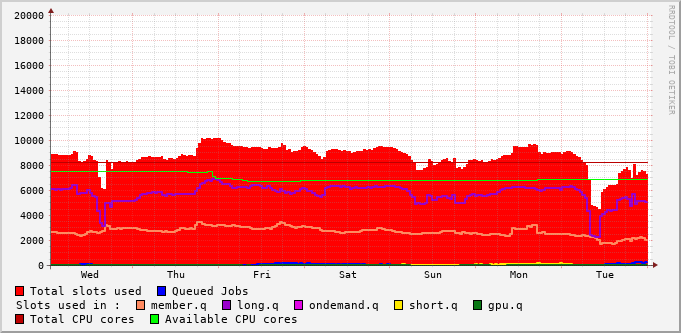 20000
18000
16000
14000
12000
10000
8000
6000
4000
2000
0
Wed Thu Fri Sat Sun Mon Tue
RRDTOOL / TOBI OETIKER
Total slots used Queued Jobs
Slots used in : member.q long.q ondemand.q short.q gpu.q
Total CPU cores Available CPU cores